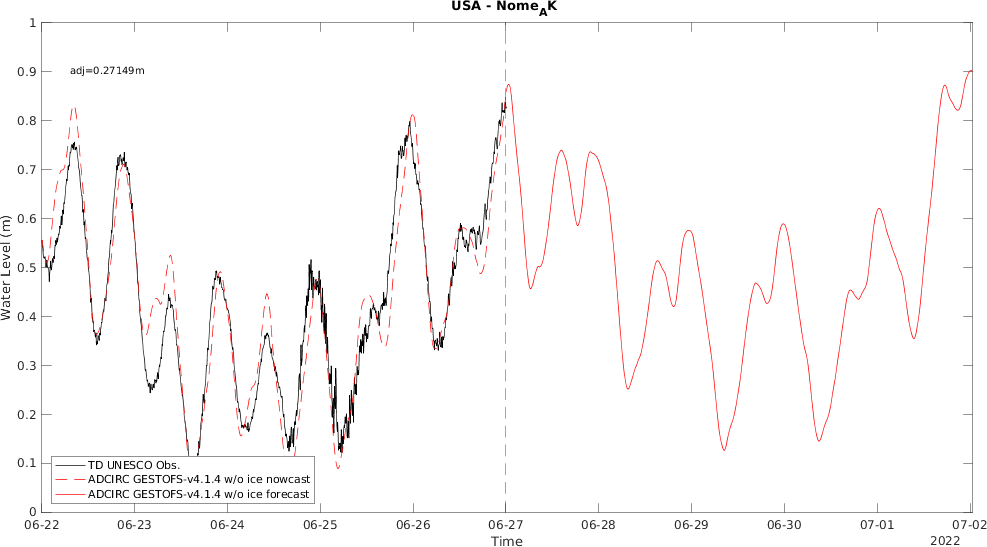 USA - Nome_AK
1
0.9
0.8
0.7
0.6
0.5
0.4
0.3
0.2
0.1
0
adj=0.27149m
Water Level (m)
TD UNESCO Obs.
ADCIRC GESTOFS-v4.1.4 w/o ice nowcast
ADCIRC GESTOFS-v4.1.4 w/o ice forecast
06-22 06-23 06-24 06-25 06-26 06-27 06-28 06-29 06-30 07-01 07-02
Time
2022